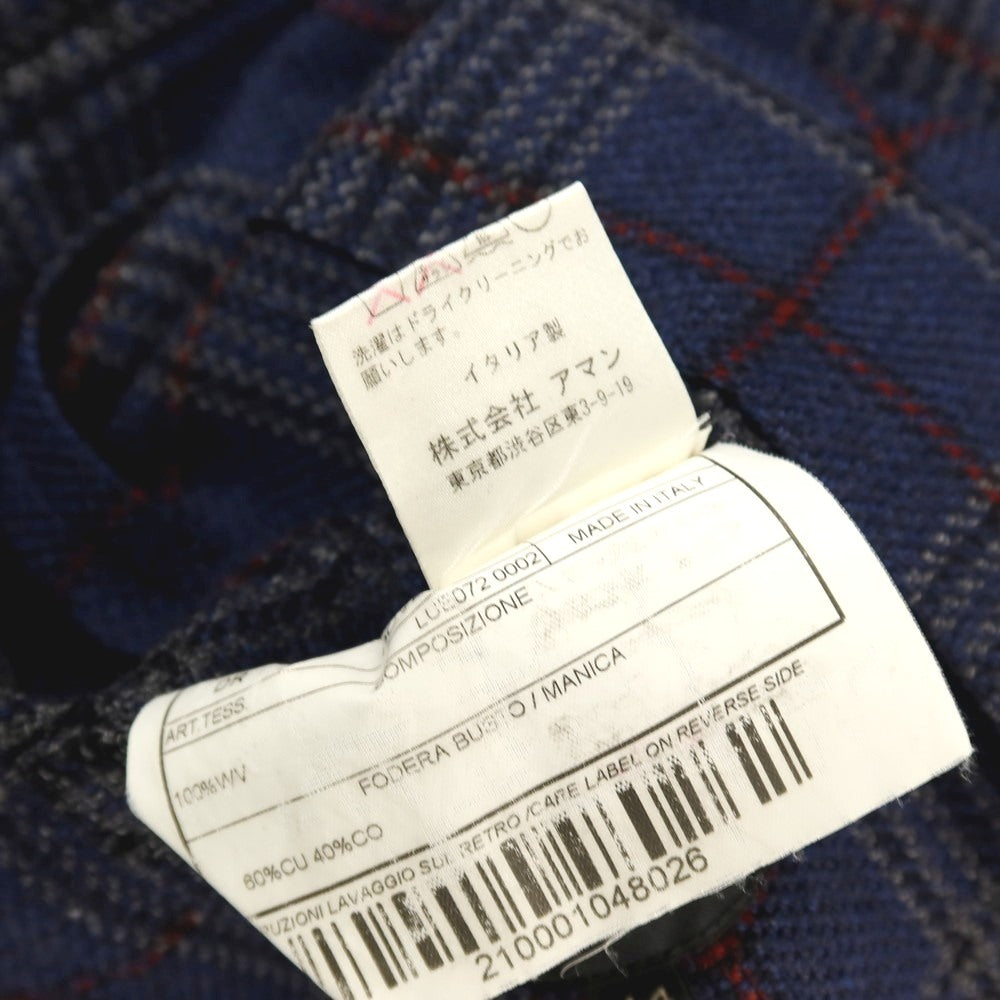 洗濯はドライクリーニングでお
願いします。
イタリア製
株式会社 アマン
東京都渋谷区東3-9-19
072 0002 MADE IN ITALY
ART.TESS. COMPOSIZIONE
100%WV
FODERA BUSTO / MANICA
60%CU 40%CO
RUZIONI LAVAGGIO SUL RETRO /CARE LABEL ON REVERSE SIDE
210001048026